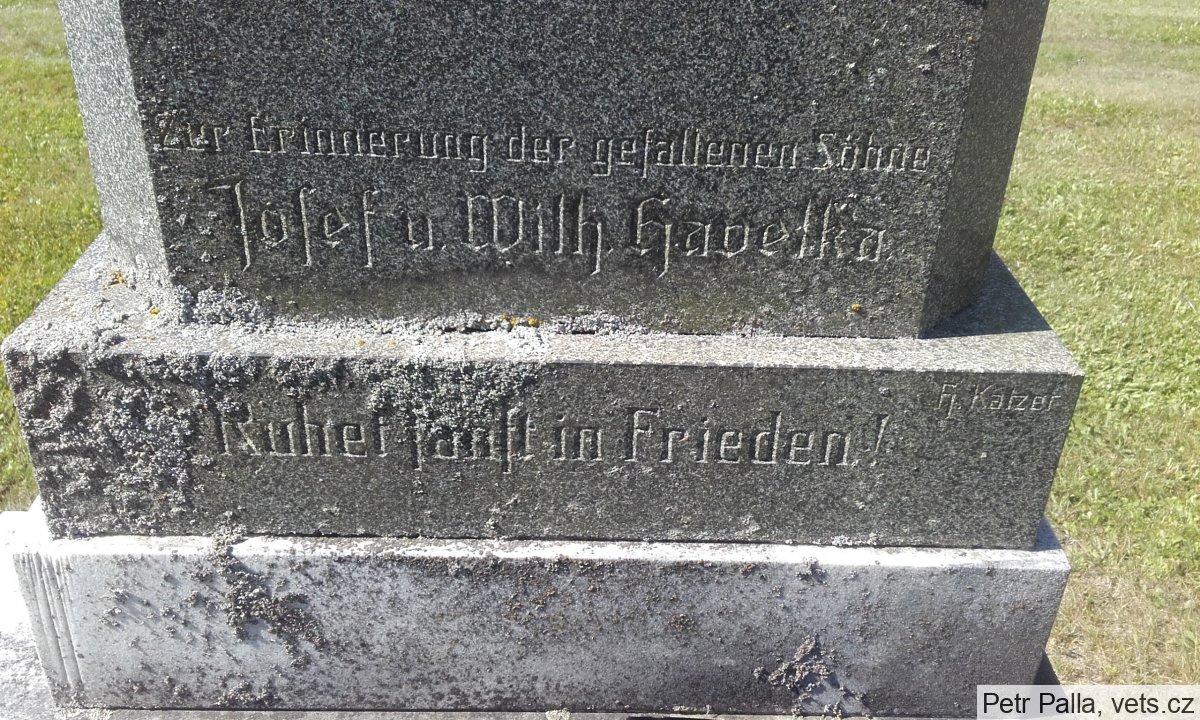 Zur Erinnerung der gefallenen Söhne
Josef u. Wilh. Havelka.
Ruhet sanft in Frieden!
H. Katzer
Petr Palla, vets.cz